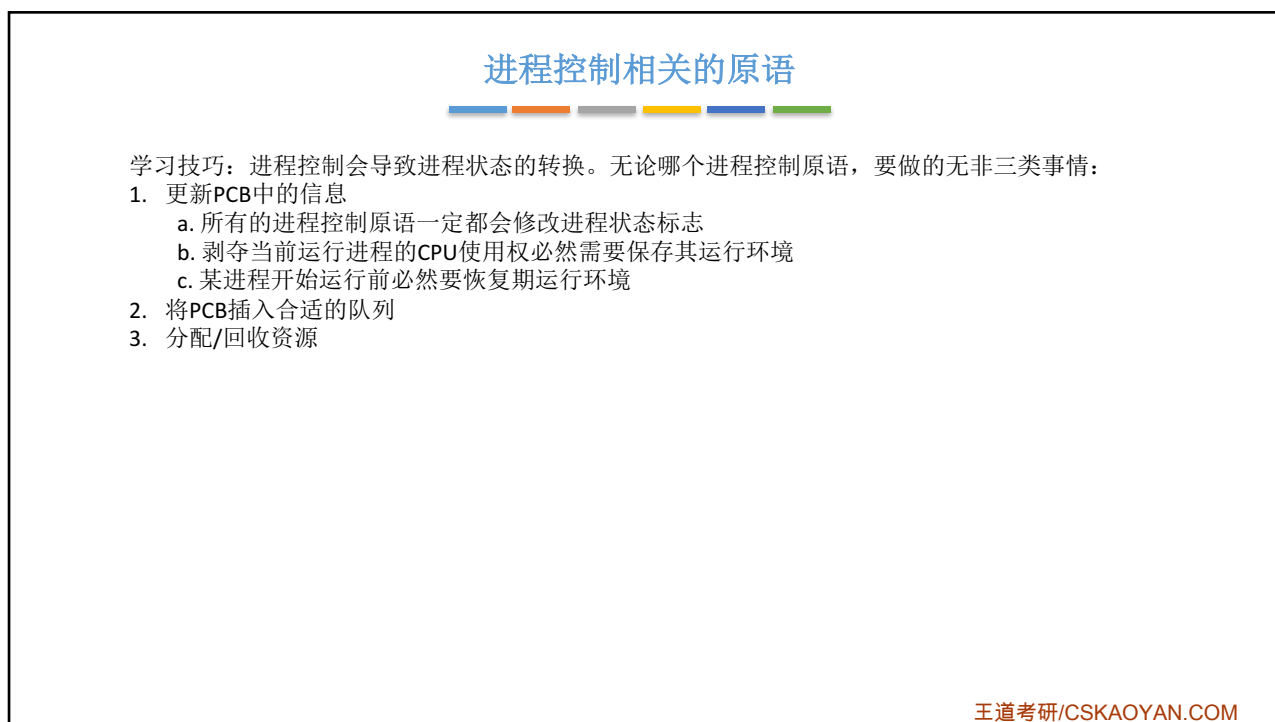 进程控制相关的原语
学习技巧：进程控制会导致进程状态的转换。无论哪个进程控制原语，要做的无非三类事情：
1. 更新PCB中的信息
a. 所有的进程控制原语一定都会修改进程状态标志
b. 剥夺当前运行进程的CPU使用权必然需要保存其运行环境
c. 某进程开始运行前必然要恢复期运行环境
2. 将PCB插入合适的队列
3. 分配/回收资源
王道考研/CSKAOYAN.COM